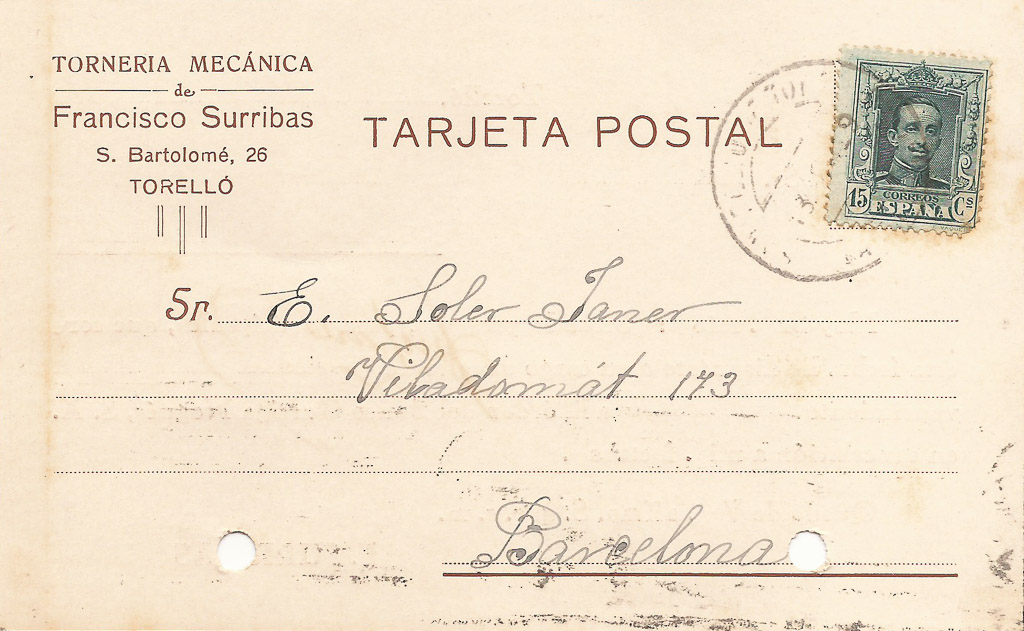 TORNERIA MECÁNICA
de
Francisco Surribas
S. Bartolomé, 26
TORELLÓ
TARJETA POSTAL
CORREOS
15 ESPAÑA Cs
Sr. E. Soler Janer
Viladomát 173
Barcelona